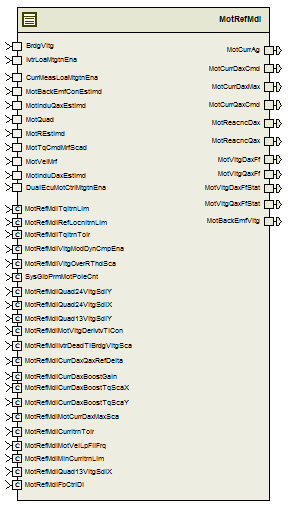 MotRefMdl
BrdgVltg
IvtrLoaMtgtnEna
CurrMeasLoaMtgtnEna
MotBackEmfConEstimd
MotInduQaxEstimd
MotQuad
MotREstimd
MotTqCmdMrfScad
MotVelMrf
MotInduDaxEstimd
DualEcuMotCtrlMtgtnEna
C MotRefMdlTqItrnLim
C MotRefMdlRefLocnItrnLim
C MotRefMdlTqItrnTolr
C MotRefMdlVltgModDynCmpEna
C MotRefMdlVltgOverRThdSca
C SysGlbPrmMotPoleCnt
C MotRefMdlQuad24VltgSdlY
C MotRefMdlQuad24VltgSdlX
C MotRefMdlQuad13VltgSdlY
C MotRefMdlMotVltgDerivtvTiCon
C MotRefMdlIvtrDeadTiBrdgVltgSca
C MotRefMdlCurrDaxQaxRefDelta
C MotRefMdlCurrDaxBoostGain
C MotRefMdlCurrDaxBoostTqScaX
C MotRefMdlCurrDaxBoostTqScaY
C MotRefMdlMotCurrDaxMaxSca
C MotRefMdlCurrItrnTolr
C MotRefMdlMotVelLpFilFrq
C MotRefMdlMinCurrItrnLim
C MotRefMdlQuad13VltgSdlX
C MotRefMdlFbCtrlDi
MotCurrAg
MotCurrDaxCmd
MotCurrDaxMax
MotCurrQaxCmd
MotReacncDax
MotReacncQax
MotVltgDaxFf
MotVltgQaxFf
MotVltgDaxFfStat
MotVltgQaxFfStat
MotBackEmfVltg